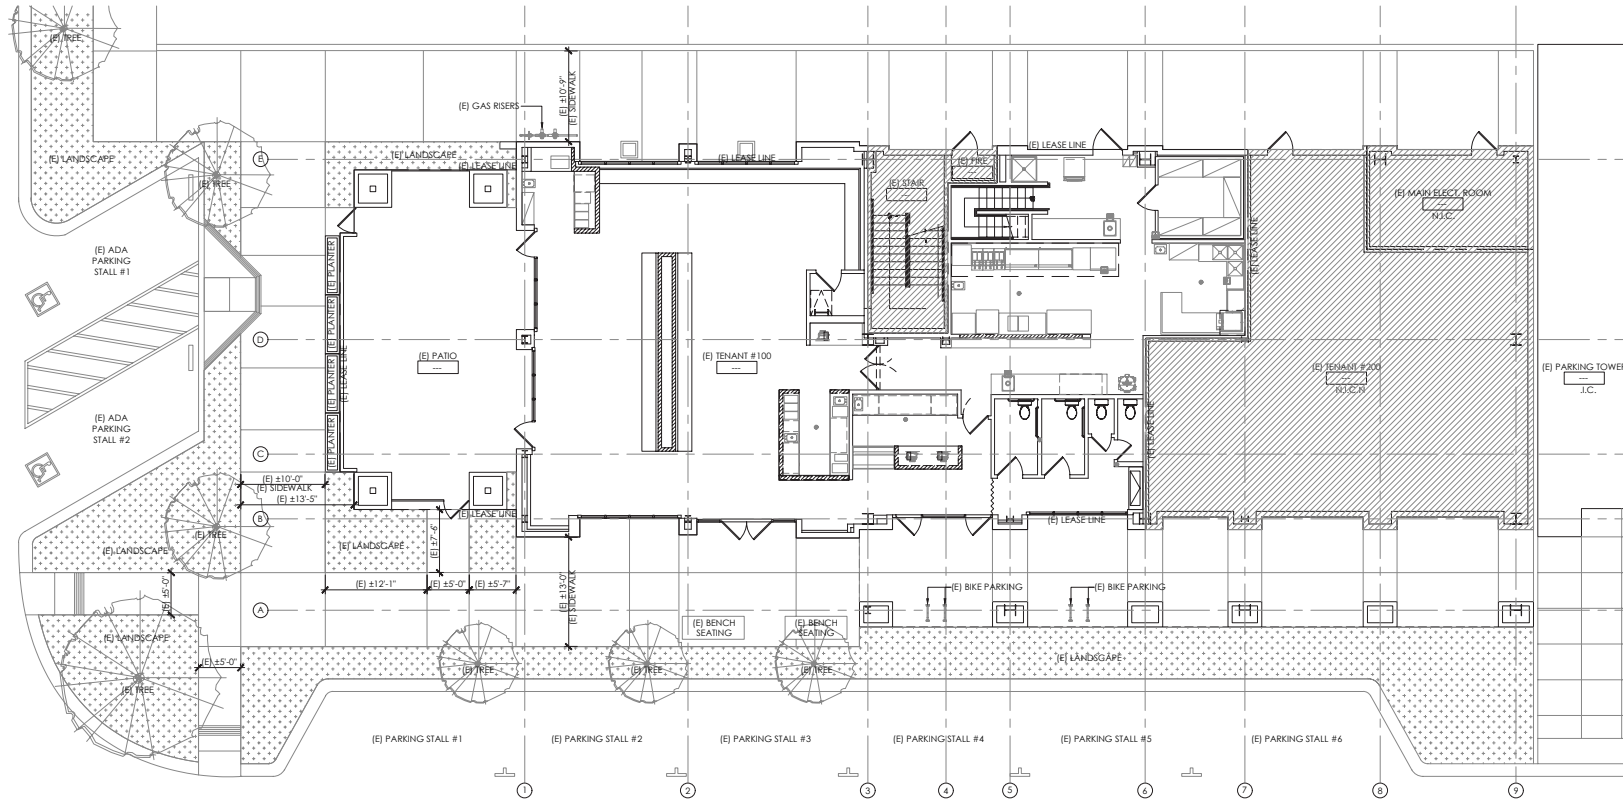 (E) TREE
(E) ±10'-9"
(E) SIDEWALK
(E) GAS RISERS
(E) LANDSCAPE
(E) LANDSCAPE
(E) LEASE LINE
E
(E) LEASE LINE
(E) LEASE LINE
(E) FIRE
---
(E) TREE
(E) STAIR
---
(E) MAIN ELECT. ROOM
---
N.I.C.
(E) ADA
PARKING
STALL #1
(E) PLANTER
(E) PLANTER
(E) PLANTER
(E) PLANTER
(E) LEASE LINE
(E) LEASE LINE
D
(E) PATIO
---
(E) TENANT #100
---
(E) TENANT #200
---
(E) PARKING TOWER
---
.I.C.
(E) ADA
PARKING
STALL #2
(E) LEASE LINE
C
(E) ±10'-0"
(E) SIDEWALK
(E) ±13'-5"
B
(E) LEASE LINE
(E) LEASE LINE
(E) TREE
(E) LANDSCAPE
(E) LANDSCAPE
(E) ±7'-6"
(E) ±5'-0"
(E) ±12'-1"
(E) ±5'-0"
(E) ±5'-7"
(E) ±13'-0"
(E) SIDEWALK
(E) BIKE PARKING
(E) BIKE PARKING
A
(E) LANDSCAPE
(E) BENCH
SEATING
(E) BENCH
SEATING
(E) ±5'-0"
(E) TREE
(E) TREE
(E) TREE
(E) TREE
(E) LANDSCAPE
(E) PARKING STALL #1
(E) PARKING STALL #2
(E) PARKING STALL #3
(E) PARKING STALL #4
(E) PARKING STALL #5
(E) PARKING STALL #6
1
2
3
4
5
6
7
8
9